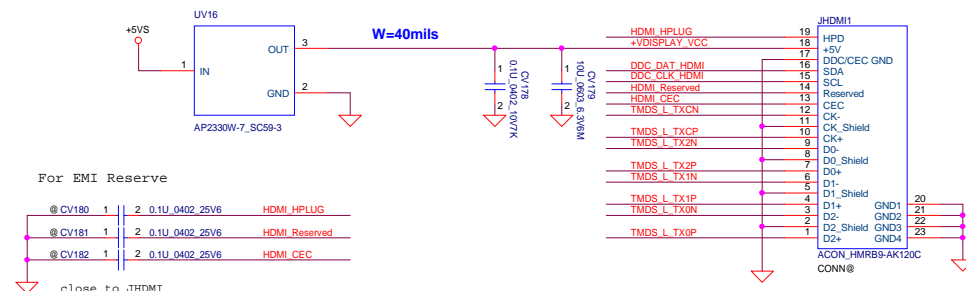 UV16
+5VS
1
IN
OUT
3
GND
2
AP2330W-7_SC59-3
W=40mils
1
2
CV178
0.1U_0402_10V7K
1
2
CV179
10U_0603_6.3V6M
JHDMI1
HDMI_HPLUG 19 HPD
+VDISPLAY_VCC 18 +5V
17 DDC/CEC GND
DDC_DAT_HDMI 16 SDA
DDC_CLK_HDMI 15 SCL
HDMI_Reserved 14 Reserved
HDMI_CEC 13 CEC
TMDS_L_TXCN 12 CK-
11 CK_Shield
TMDS_L_TXCP 10 CK+
TMDS_L_TX2N 9 D0-
8 D0_Shield
TMDS_L_TX2P 7 D0+
TMDS_L_TX1N 6 D1-
5 D1_Shield
TMDS_L_TX1P 4 D1+ GND1 20
TMDS_L_TX0N 3 D2- GND2 21
2 D2_Shield GND3 22
TMDS_L_TX0P 1 D2+ GND4 23
ACON_HMRB9-AK120C
CONN@
For EMI Reserve
@ CV180 1 2 0.1U_0402_25V6 HDMI_HPLUG
@ CV181 1 2 0.1U_0402_25V6 HDMI_Reserved
@ CV182 1 2 0.1U_0402_25V6 HDMI_CEC
close to JHDMI